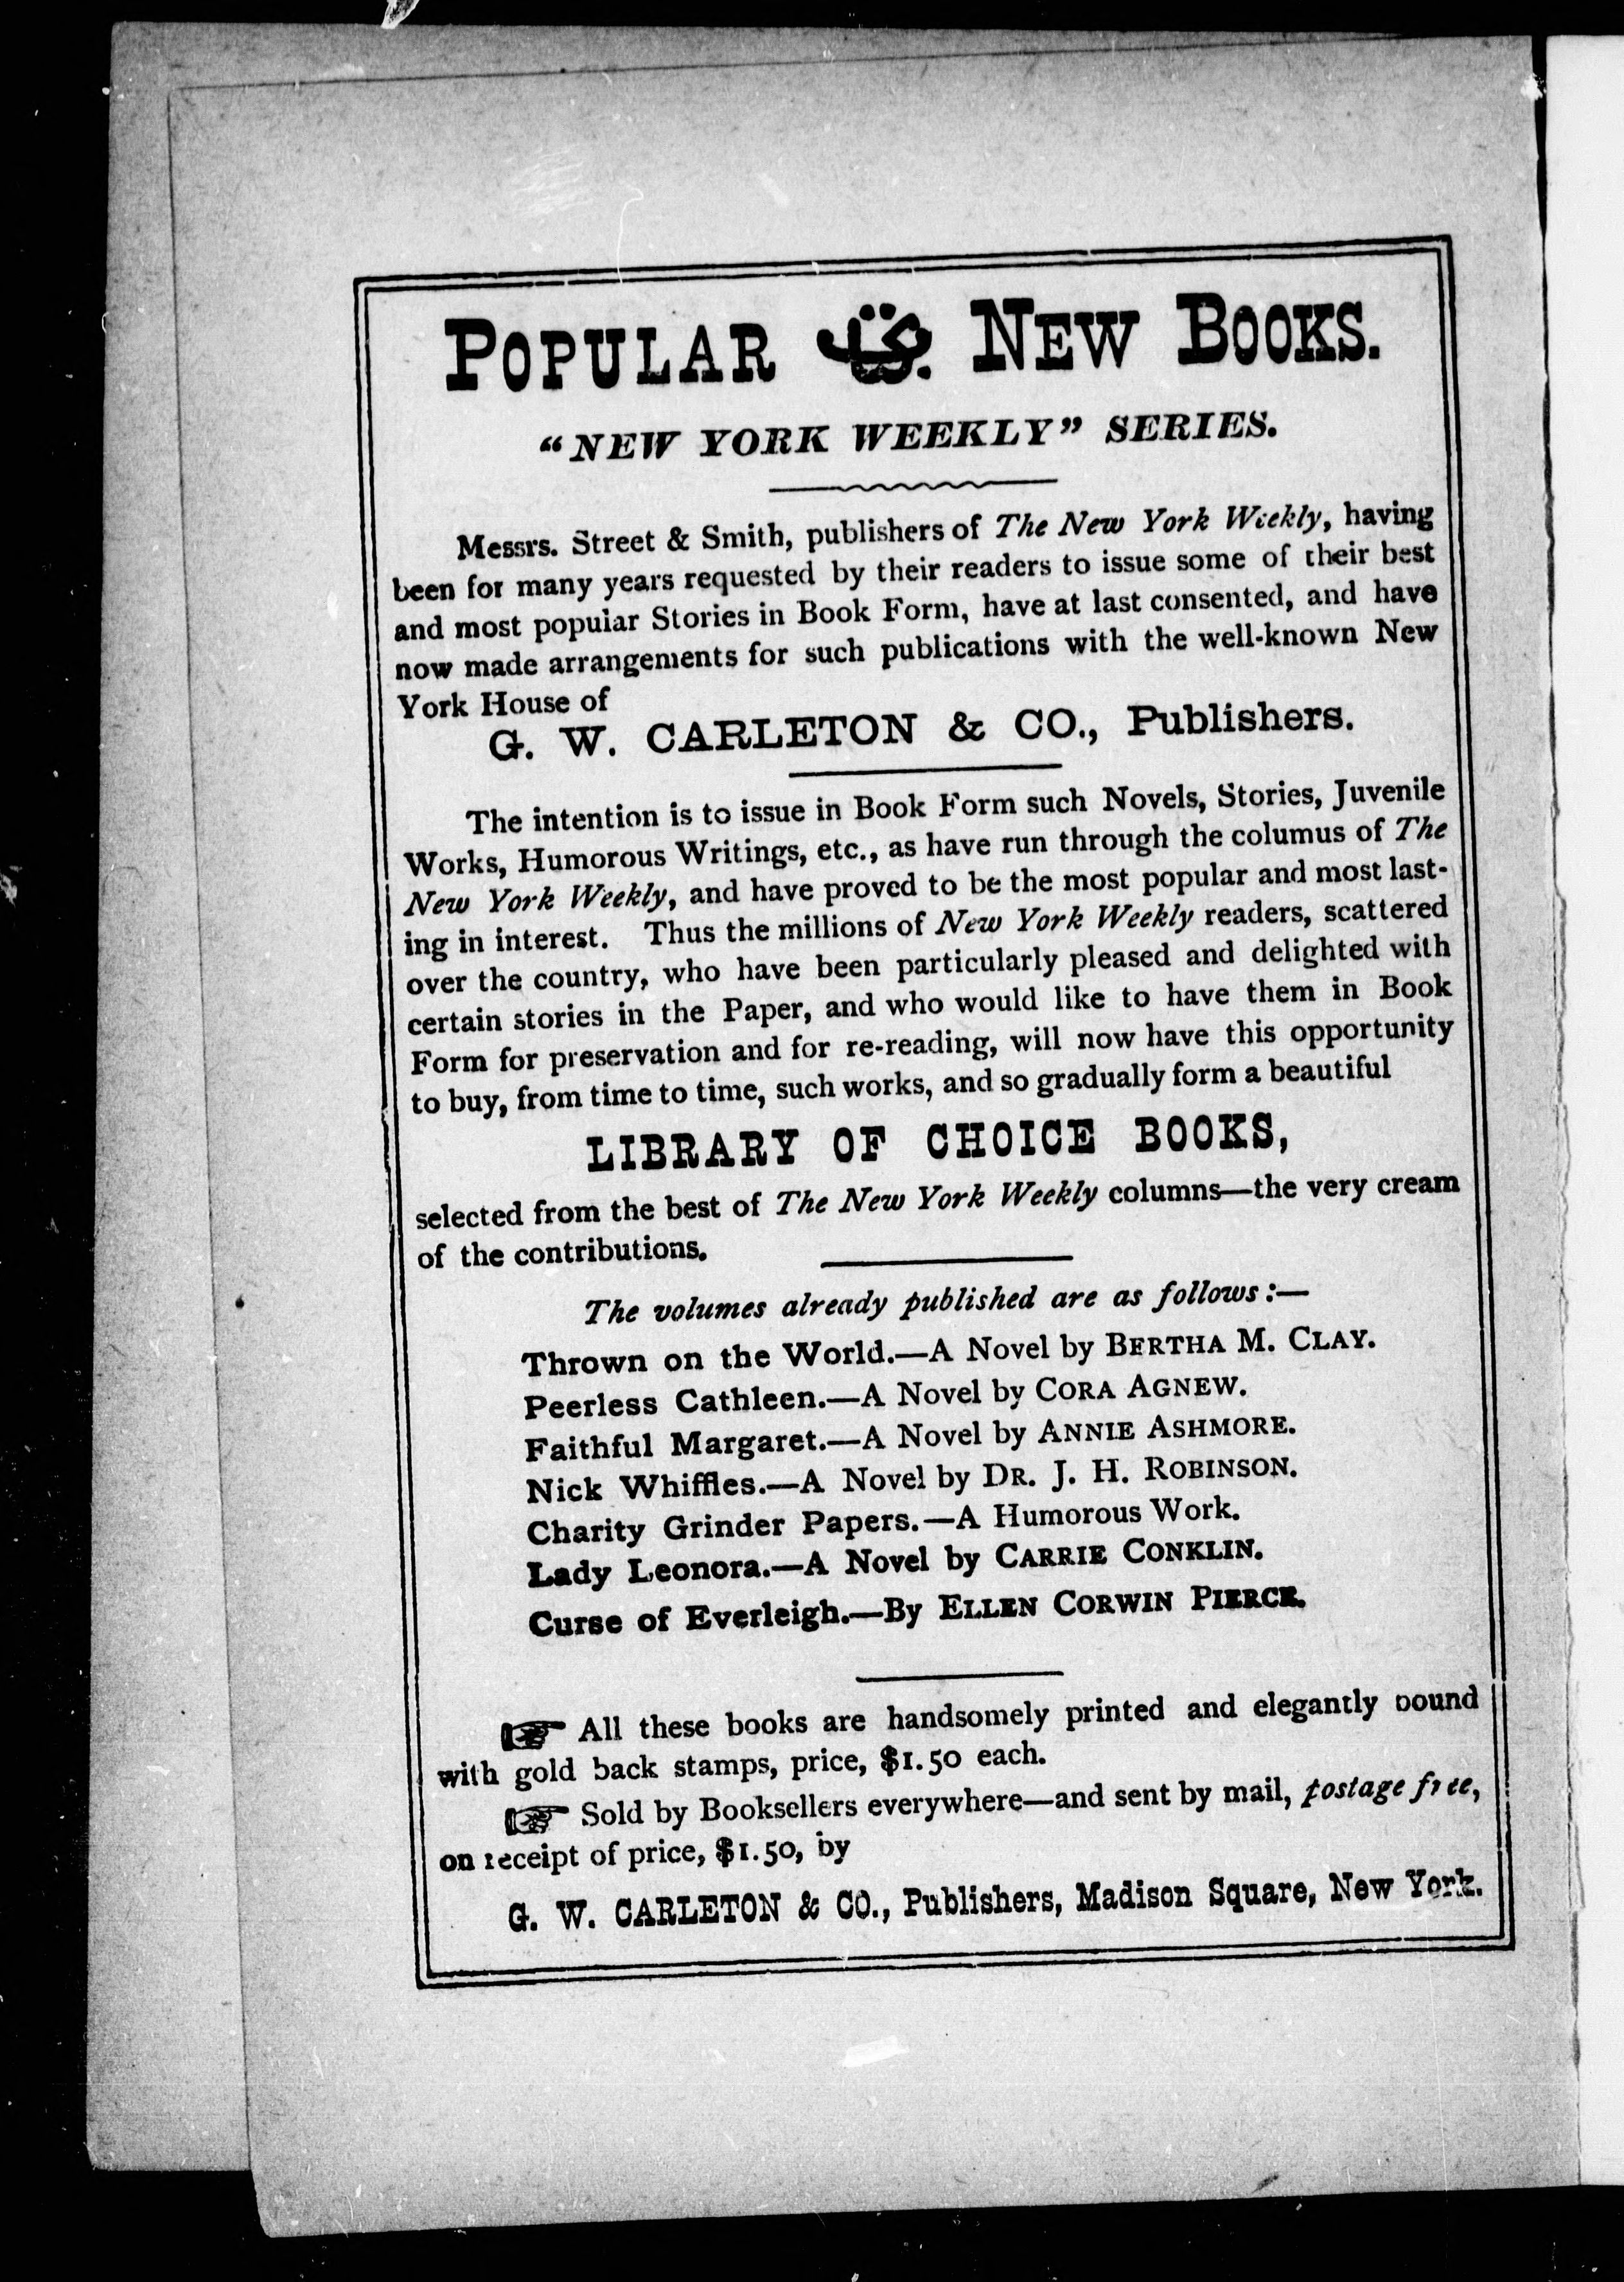 POPULAR NEW BOOKS.
"NEW YORK WEEKLY" SERIES.
Messrs. Street & Smith, publishers of The New York Weekly, having
been for many years requested by their readers to issue some of their best
and most popular Stories in Book Form, have at last consented, and have
now made arrangements for such publications with the well-known New
York House of
G. W. CARLETON & CO., Publishers.
The intention is to issue in Book Form such Novels, Stories, Juvenile
Works, Humorous Writings, etc., as have run through the columus of The
New York Weekly, and have proved to be the most popular and most last-
ing in interest. Thus the millions of New York Weekly readers, scattered
over the country, who have been particularly pleased and delighted with
certain stories in the Paper, and who would like to have them in Book
Form for preservation and for re-reading, will now have this opportunity
to buy, from time to time, such works, and so gradually form a beautiful
LIBRARY OF CHOICE BOOKS,
selected from the best of The New York Weekly columns—the very cream
of the contributions.
The volumes already published are as follows:—
Thrown on the World.—A Novel by BERTHA M. CLAY.
Peerless Cathleen.—A Novel by CORA AGNEW.
Faithful Margaret.—A Novel by ANNIE ASHMORE.
Nick Whiffles.—A Novel by DR. J. H. ROBINSON.
Charity Grinder Papers.—A Humorous Work.
Lady Leonora.—A Novel by CARRIE CONKLIN.
Curse of Everleigh.—By ELLEN CORWIN PIERCE.
☞ All these books are handsomely printed and elegantly bound
with gold back stamps, price, $1.50 each.
☞ Sold by Booksellers everywhere—and sent by mail, postage free,
on receipt of price, $1.50, by
G. W. CARLETON & CO., Publishers, Madison Square, New York.